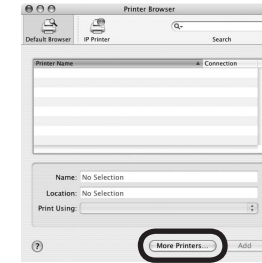 Printer Browser
Default Browser
IP Printer
Search
Printer Name
Connection
Name: No Selection
Location: No Selection
Print Using:
? More Printers... Add